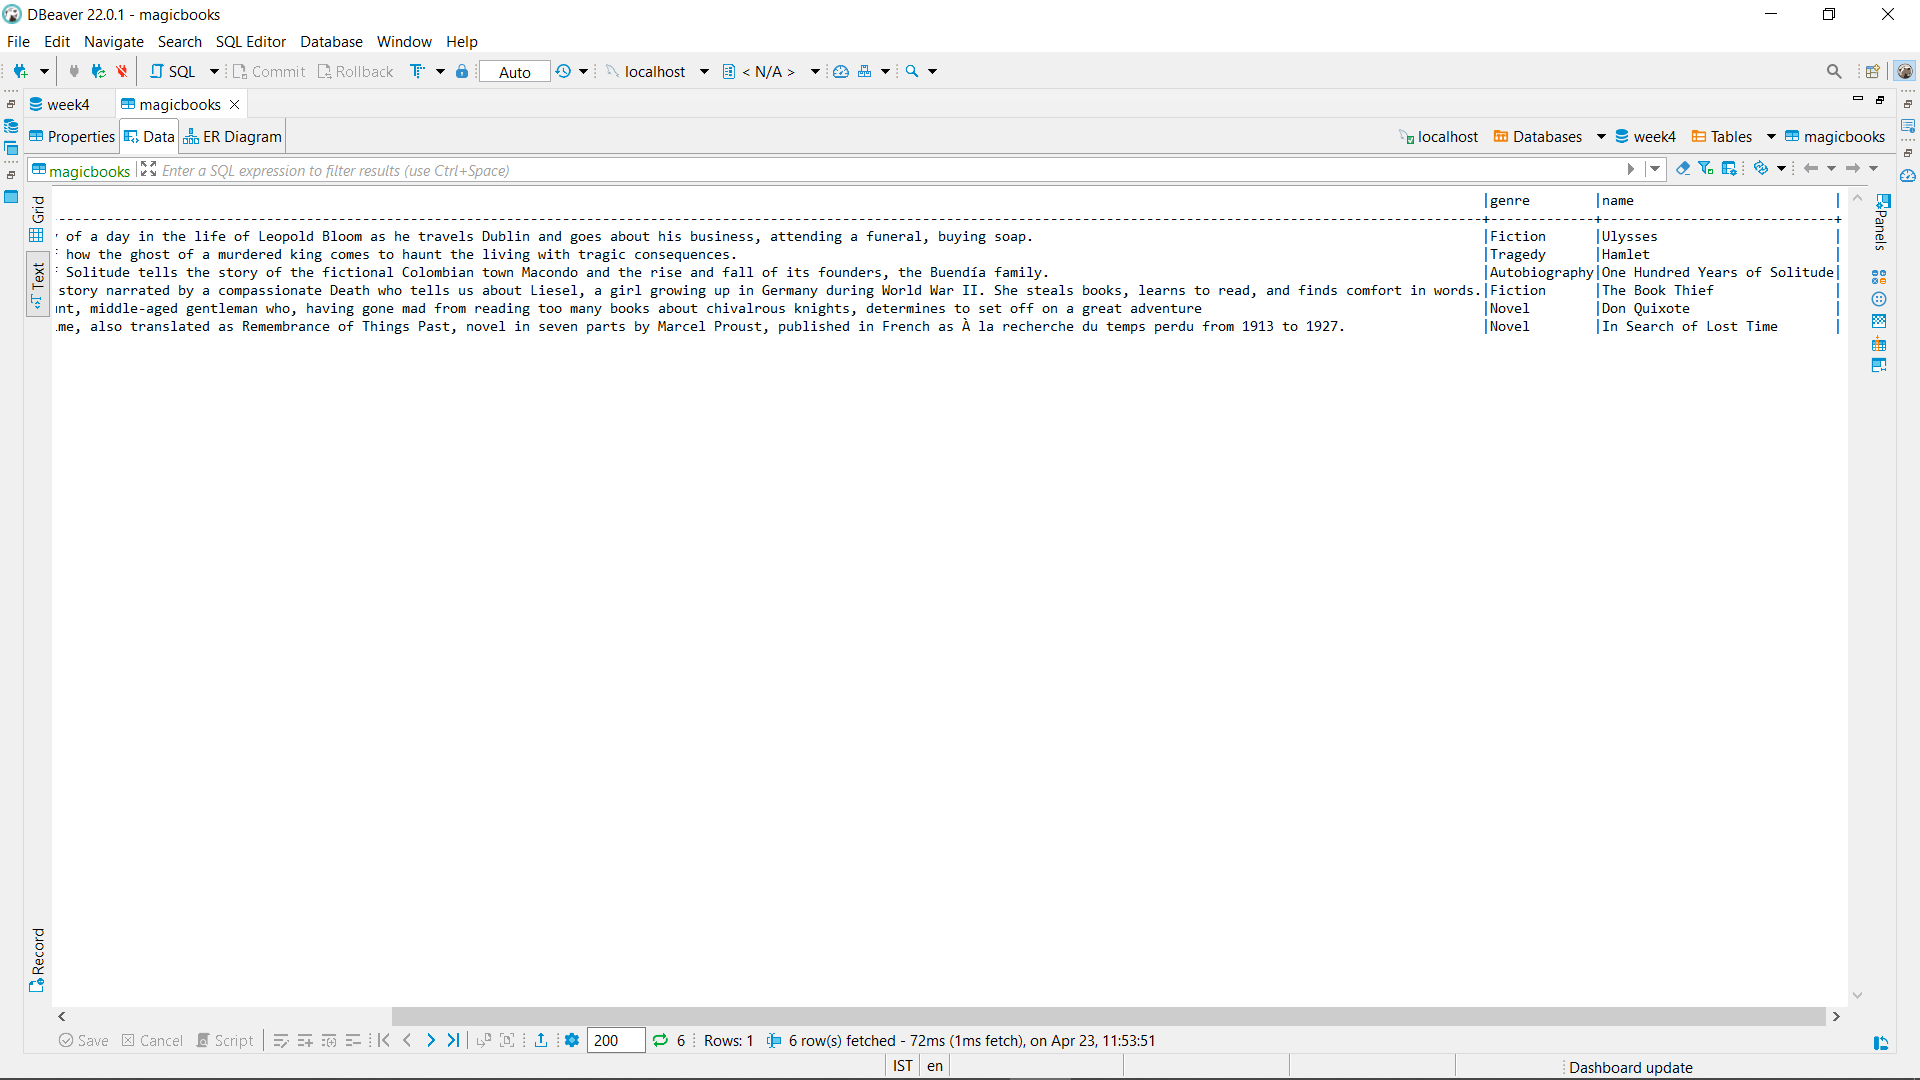 DBeaver 22.0.1 - magicbooks
File Edit Navigate Search SQL Editor Database Window Help
SQL Commit Rollback Auto localhost < N/A >
week4 magicbooks
Properties Data ER Diagram localhost Databases week4 Tables magicbooks
magicbooks Enter a SQL expression to filter results (use Ctrl+Space)
Grid
Text
Record
Panels
|genre |name |
of a day in the life of Leopold Bloom as he travels Dublin and goes about his business, attending a funeral, buying soap. |Fiction |Ulysses |
how the ghost of a murdered king comes to haunt the living with tragic consequences. |Tragedy |Hamlet |
Solitude tells the story of the fictional Colombian town Macondo and the rise and fall of its founders, the Buendía family. |Autobiography|One Hundred Years of Solitude|
story narrated by a compassionate Death who tells us about Liesel, a girl growing up in Germany during World War II. She steals books, learns to read, and finds comfort in words.|Fiction |The Book Thief |
nt, middle-aged gentleman who, having gone mad from reading too many books about chivalrous knights, determines to set off on a great adventure |Novel |Don Quixote |
me, also translated as Remembrance of Things Past, novel in seven parts by Marcel Proust, published in French as À la recherche du temps perdu from 1913 to 1927. |Novel |In Search of Lost Time |
Save Cancel Script 200 6 Rows: 1 6 row(s) fetched - 72ms (1ms fetch), on Apr 23, 11:53:51
IST en Dashboard update